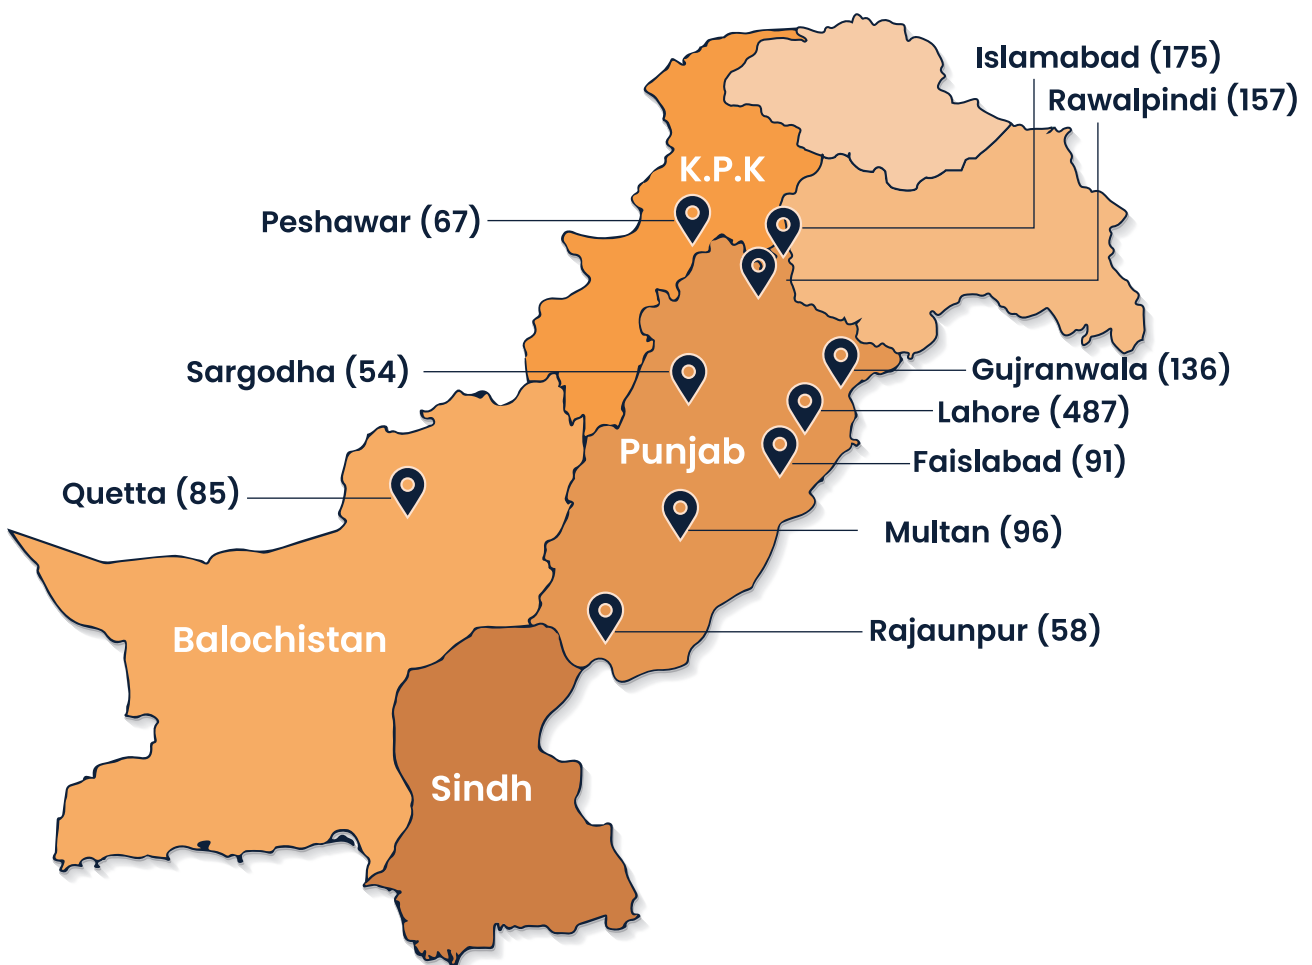 Islamabad (175)
Rawalpindi (157)
K.P.K
Peshawar (67)
Sargodha (54)
Gujranwala (136)
Lahore (487)
Punjab
Faislabad (91)
Quetta (85)
Multan (96)
Rajaunpur (58)
Balochistan
Sindh